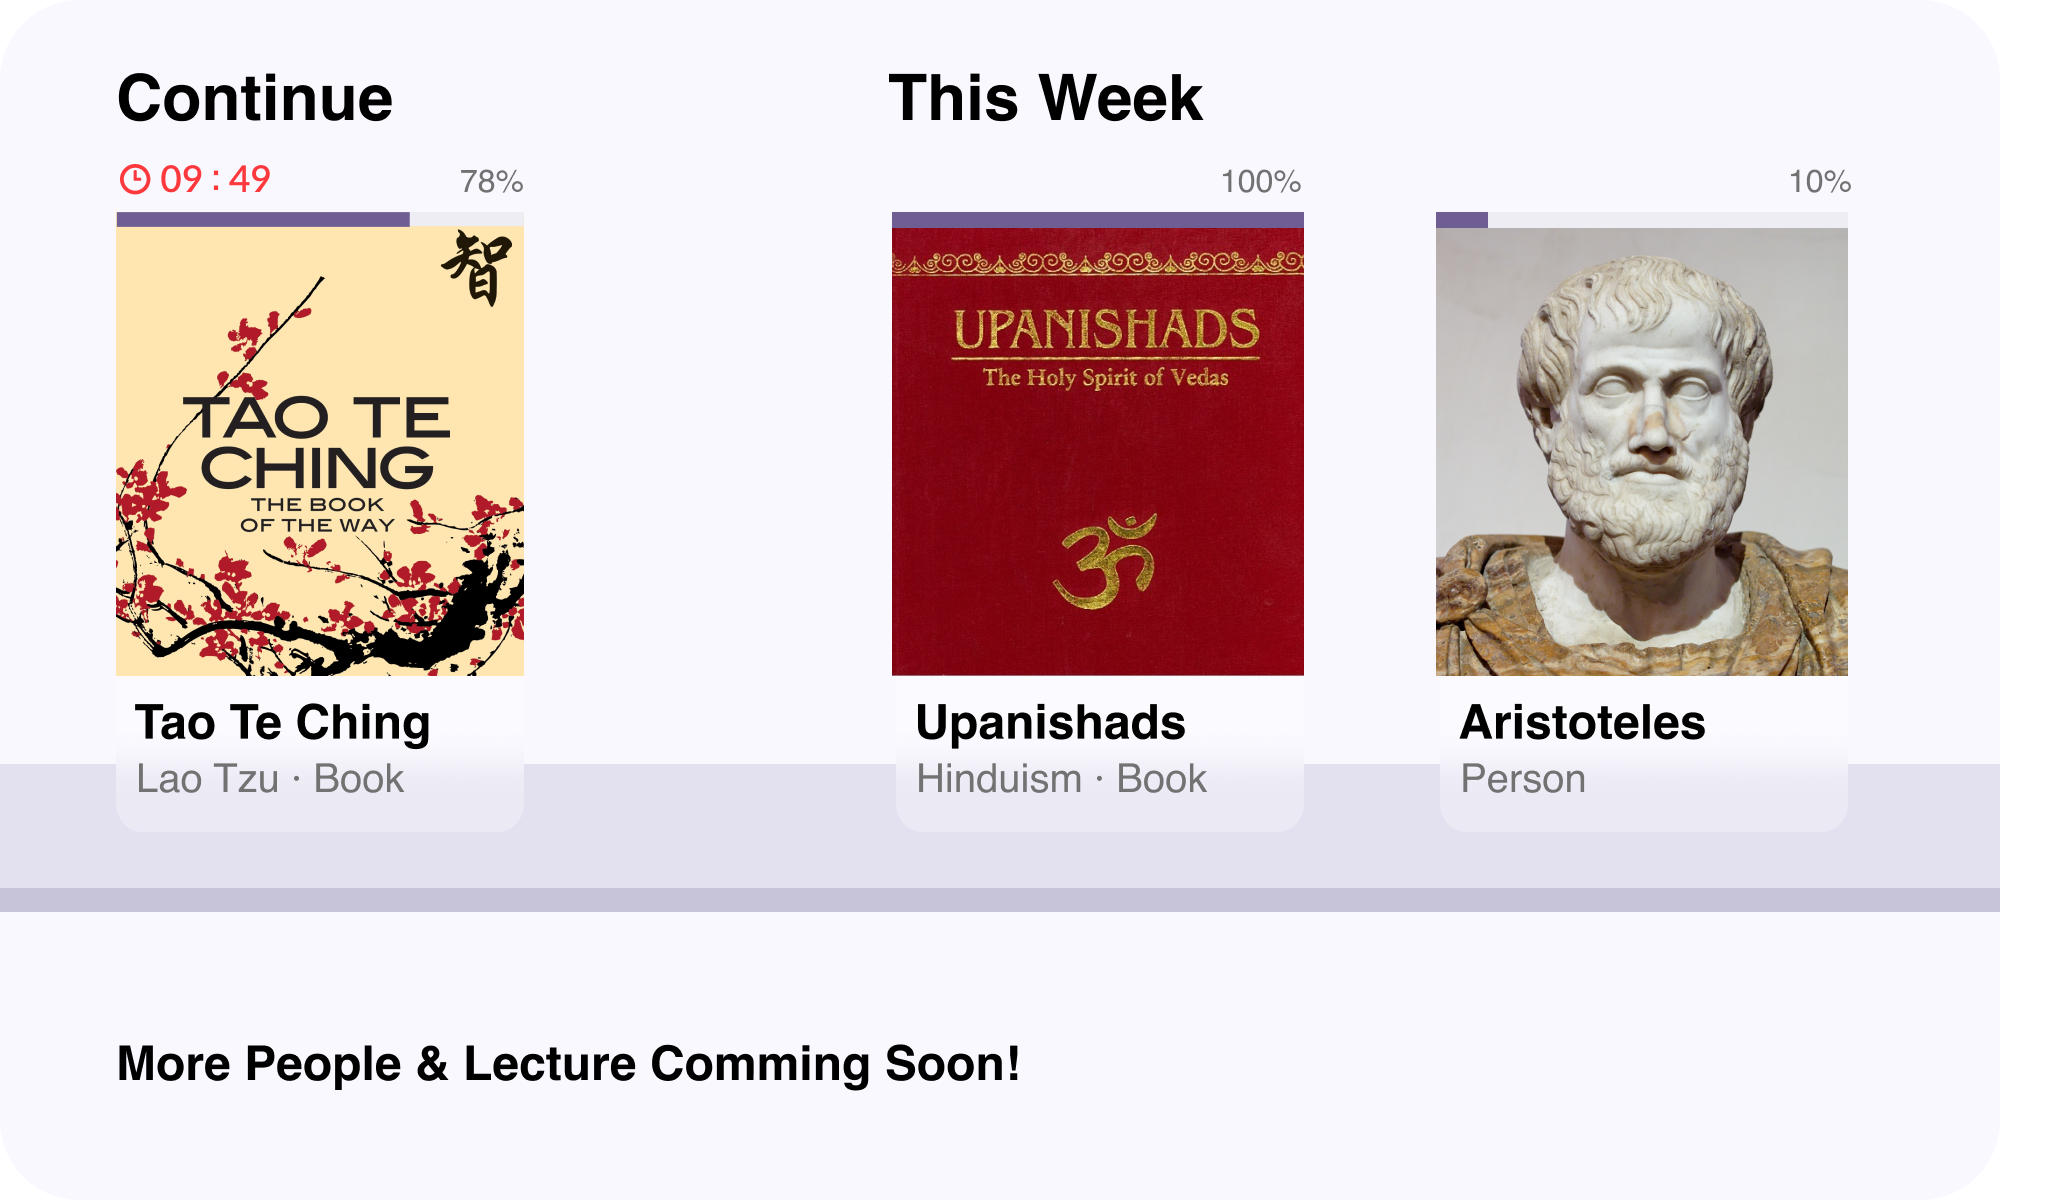 Continue
This Week
09 : 49
78%
100%
10%
智
TAO TE
CHING
THE BOOK
OF THE WAY
UPANISHADS
The Holy Spirit of Vedas
ॐ
Tao Te Ching
Lao Tzu · Book
Upanishads
Hinduism · Book
Aristoteles
Person
More People & Lecture Comming Soon!